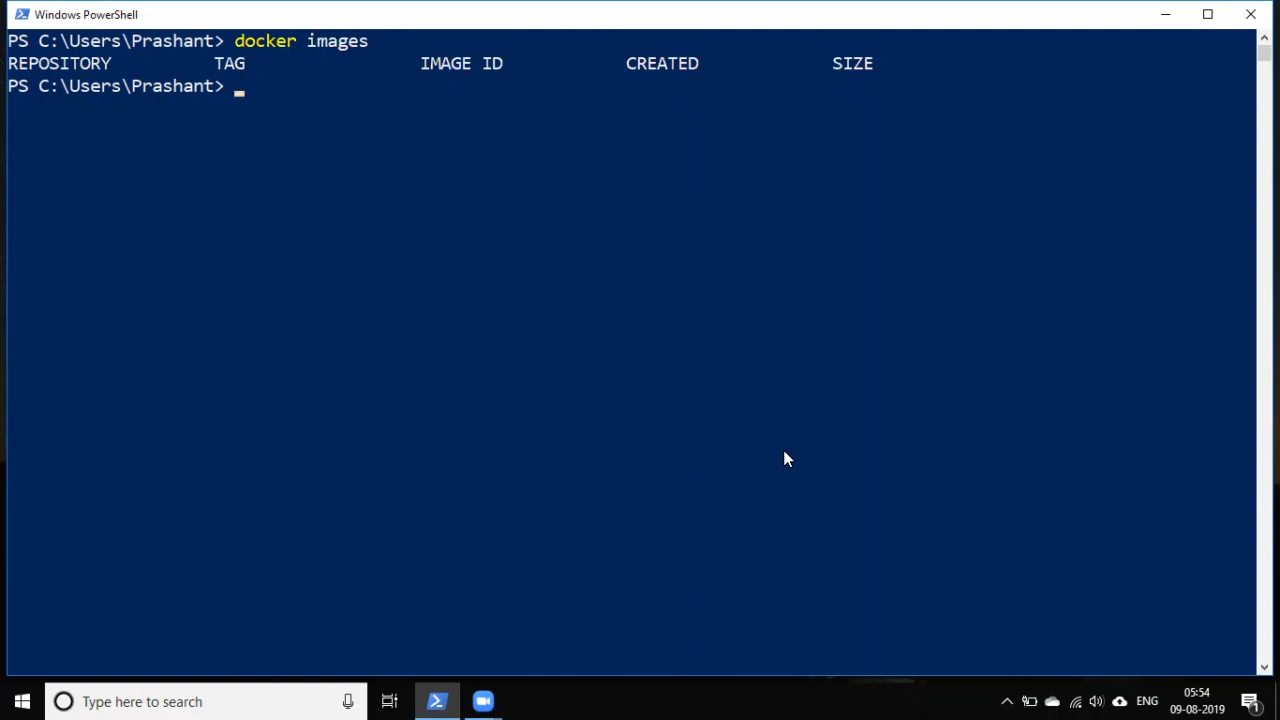 Windows PowerShell
PS C:\Users\Prashant> docker images
REPOSITORY TAG IMAGE ID CREATED SIZE
PS C:\Users\Prashant>
Type here to search
ENG
05:54
09-08-2019
1